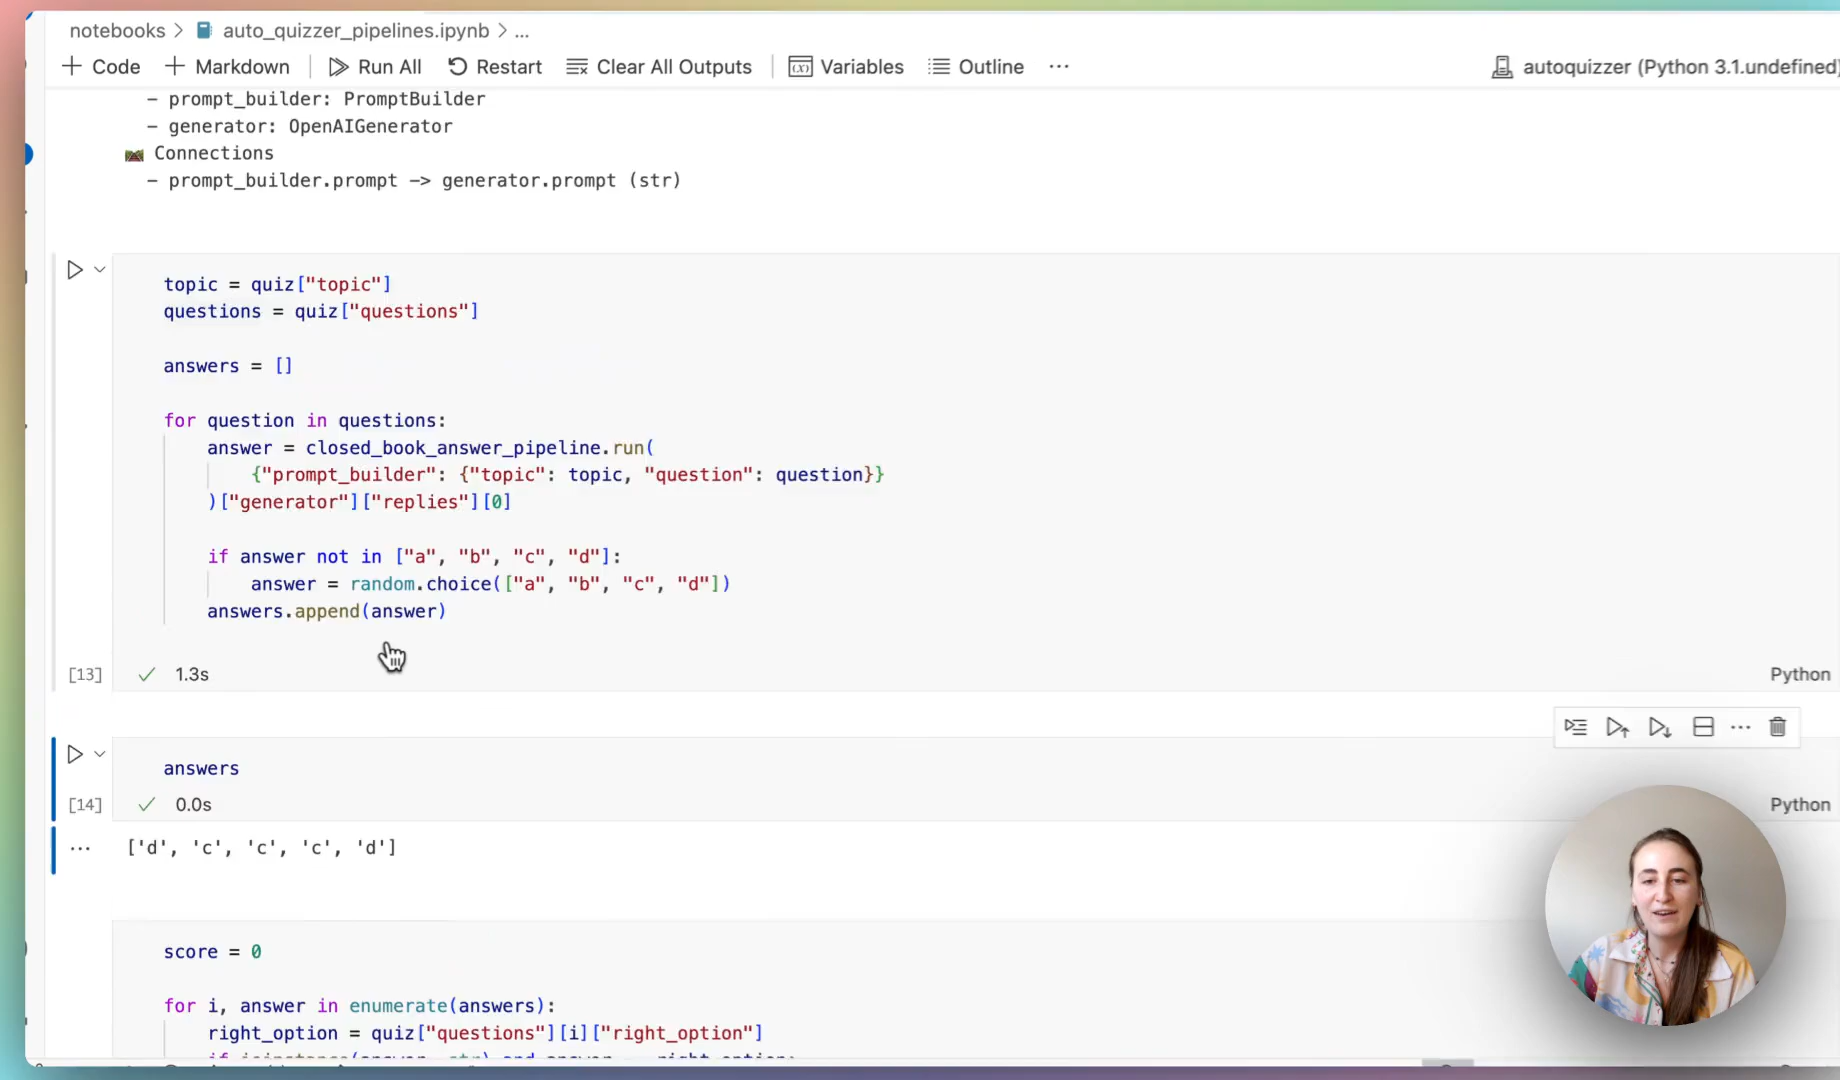 notebooks > auto_quizzer_pipelines.ipynb > ...
+ Code + Markdown Run All Restart Clear All Outputs Variables Outline ...
autoquizzer (Python 3.1.undefined)
– prompt_builder: PromptBuilder
– generator: OpenAIGenerator
Connections
– prompt_builder.prompt –> generator.prompt (str)
topic = quiz["topic"]
questions = quiz["questions"]
answers = []
for question in questions:
answer = closed_book_answer_pipeline.run(
{"prompt_builder": {"topic": topic, "question": question}}
)["generator"]["replies"][0]
if answer not in ["a", "b", "c", "d"]:
answer = random.choice(["a", "b", "c", "d"])
answers.append(answer)
[13] ✓ 1.3s
Python
answers
[14] ✓ 0.0s
Python
... ['d', 'c', 'c', 'c', 'd']
score = 0
for i, answer in enumerate(answers):
right_option = quiz["questions"][i]["right_option"]